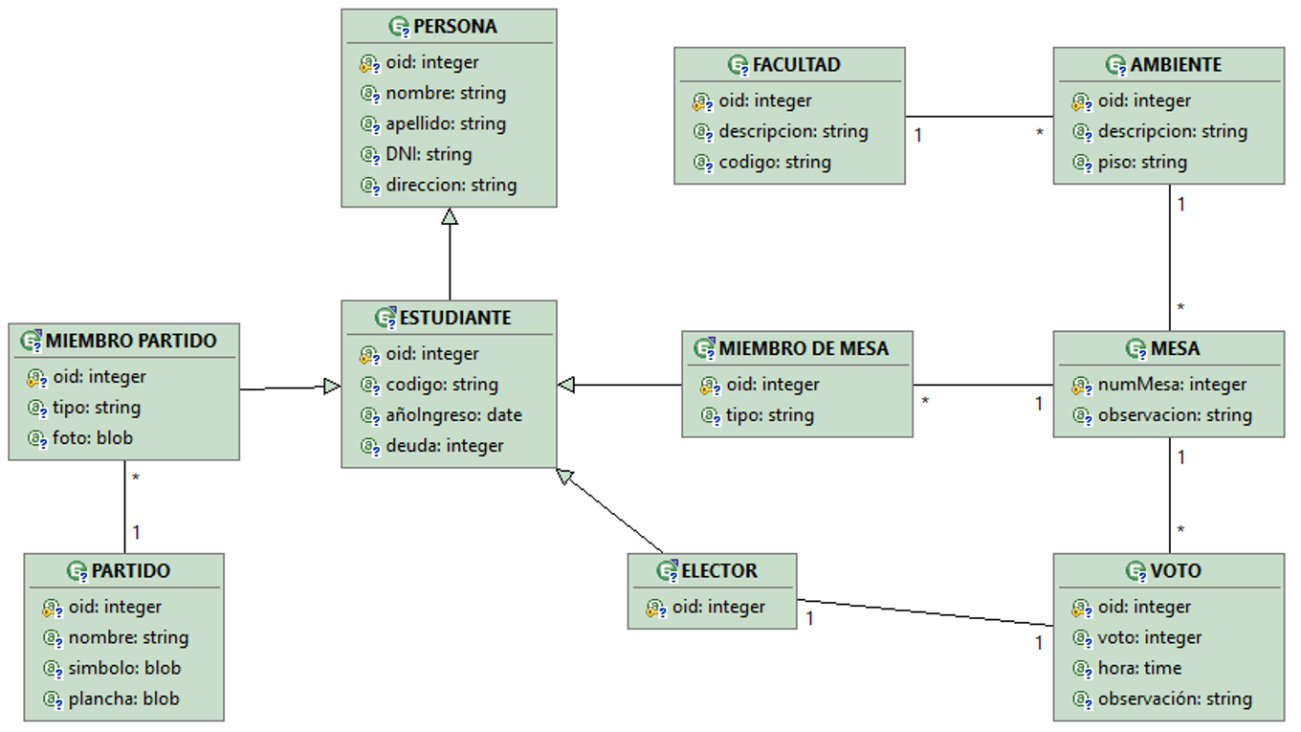 PERSONA
oid: integer
nombre: string
apellido: string
DNI: string
direccion: string
FACULTAD
oid: integer
descripcion: string
codigo: string
1
*
AMBIENTE
oid: integer
descripcion: string
piso: string
1
*
MIEMBRO PARTIDO
oid: integer
tipo: string
foto: blob
*
1
ESTUDIANTE
oid: integer
codigo: string
añoIngreso: date
deuda: integer
MIEMBRO DE MESA
oid: integer
tipo: string
*
1
MESA
numMesa: integer
observacion: string
1
*
PARTIDO
oid: integer
nombre: string
simbolo: blob
plancha: blob
ELECTOR
oid: integer
1
1
VOTO
oid: integer
voto: integer
hora: time
observación: string